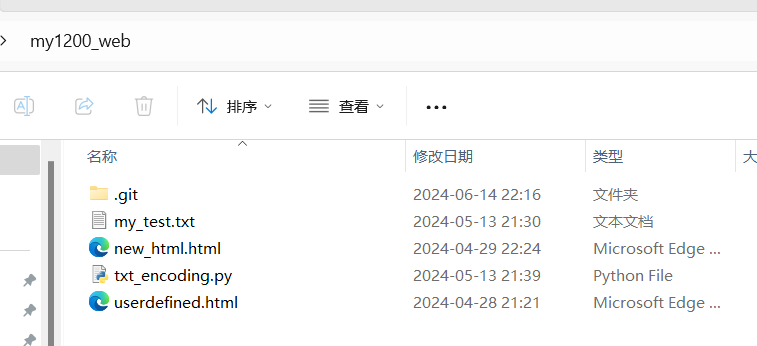 my1200_web
排序 查看
名称 修改日期 类型 大
.git 2024-06-14 22:16 文件夹
my_test.txt 2024-05-13 21:30 文本文档
new_html.html 2024-04-29 22:24 Microsoft Edge ...
txt_encoding.py 2024-05-13 21:39 Python File
userdefined.html 2024-04-28 21:21 Microsoft Edge ...